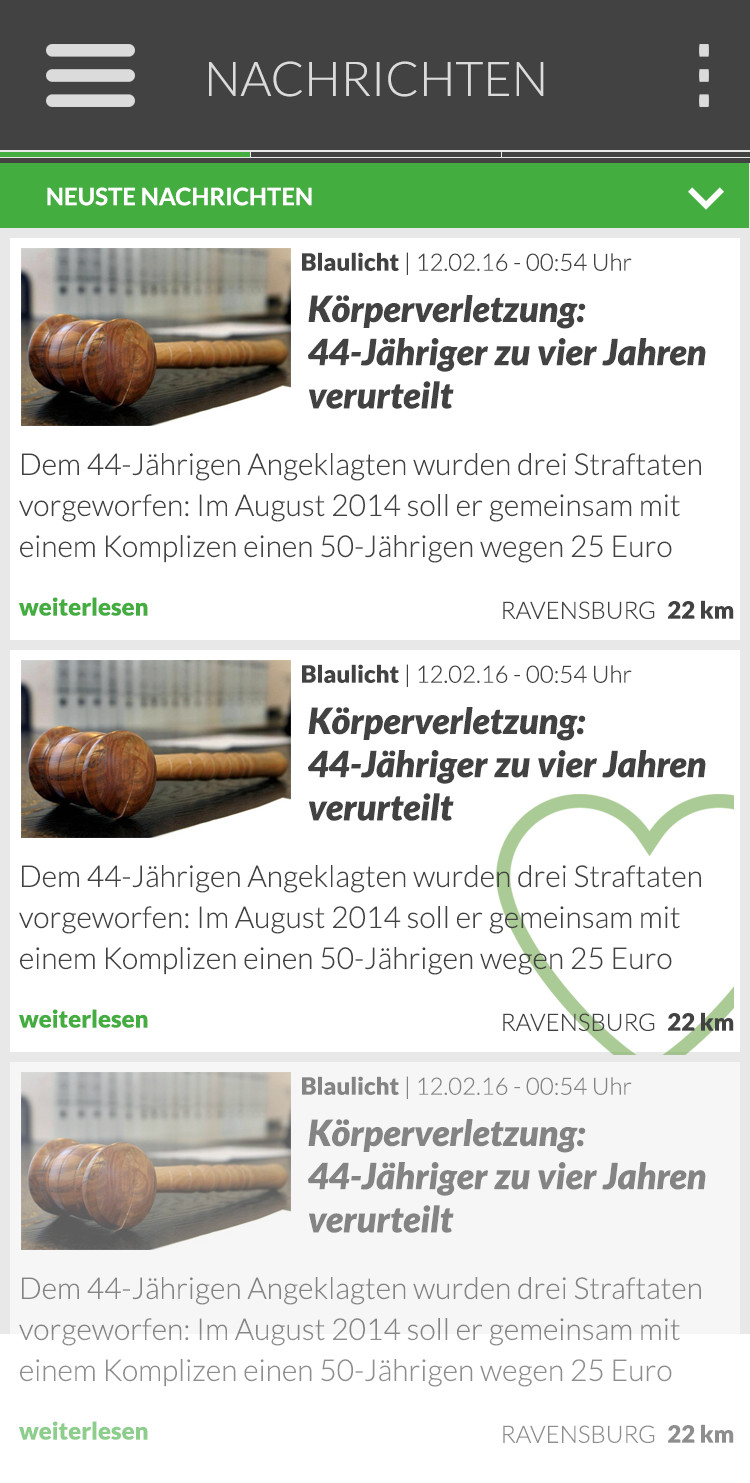 NACHRICHTEN
NEUSTE NACHRICHTEN
Blaulicht | 12.02.16 - 00:54 Uhr
Körperverletzung:
44-Jähriger zu vier Jahren
verurteilt
Dem 44-Jährigen Angeklagten wurden drei Straftaten
vorgeworfen: Im August 2014 soll er gemeinsam mit
einem Komplizen einen 50-Jährigen wegen 25 Euro
weiterlesen
RAVENSBURG 22 km
Blaulicht | 12.02.16 - 00:54 Uhr
Körperverletzung:
44-Jähriger zu vier Jahren
verurteilt
Dem 44-Jährigen Angeklagten wurden drei Straftaten
vorgeworfen: Im August 2014 soll er gemeinsam mit
einem Komplizen einen 50-Jährigen wegen 25 Euro
weiterlesen
RAVENSBURG 22 km
Blaulicht | 12.02.16 - 00:54 Uhr
Körperverletzung:
44-Jähriger zu vier Jahren
verurteilt
Dem 44-Jährigen Angeklagten wurden drei Straftaten
vorgeworfen: Im August 2014 soll er gemeinsam mit
einem Komplizen einen 50-Jährigen wegen 25 Euro
weiterlesen
RAVENSBURG 22 km